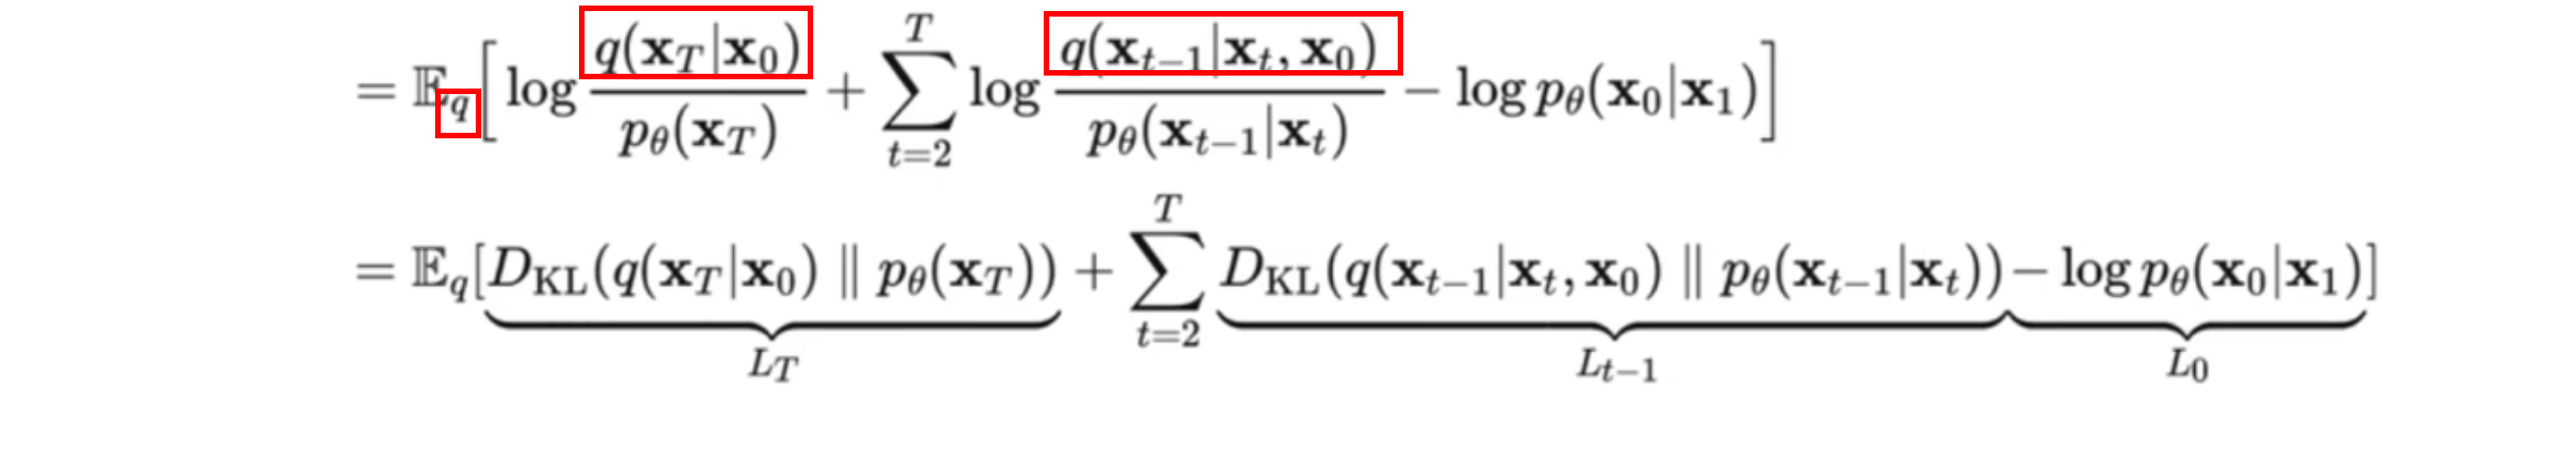 = 𝔼_q[ log q(𝐱_T|𝐱_0) / p_θ(𝐱_T) + ∑_{t=2}^{T} log q(𝐱_{t−1}|𝐱_t, 𝐱_0) / p_θ(𝐱_{t−1}|𝐱_t) − log p_θ(𝐱_0|𝐱_1) ]
= 𝔼_q[D_KL(q(𝐱_T|𝐱_0) ∥ p_θ(𝐱_T)) + ∑_{t=2}^{T} D_KL(q(𝐱_{t−1}|𝐱_t, 𝐱_0) ∥ p_θ(𝐱_{t−1}|𝐱_t)) − log p_θ(𝐱_0|𝐱_1)]
L_T L_{t−1} L_0